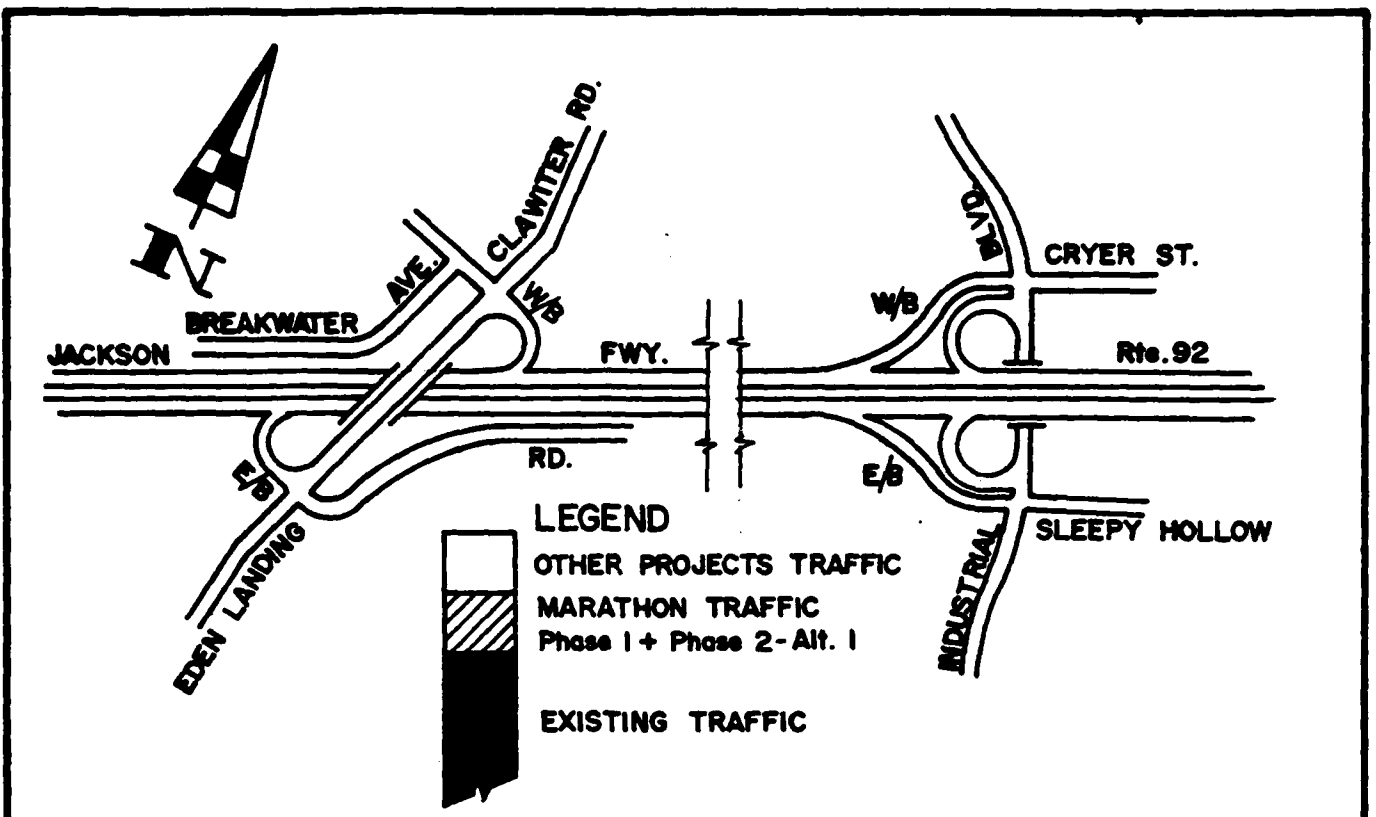 N
CLAWITER RD.
BREAKWATER AVE.
W/B
JACKSON FWY.
E/B
RD.
EDEN LANDING
BLVD.
CRYER ST.
W/B
Rte. 92
E/B
SLEEPY HOLLOW
INDUSTRIAL
LEGEND
OTHER PROJECTS TRAFFIC
MARATHON TRAFFIC
Phase 1 + Phase 2 - Alt. 1
EXISTING TRAFFIC